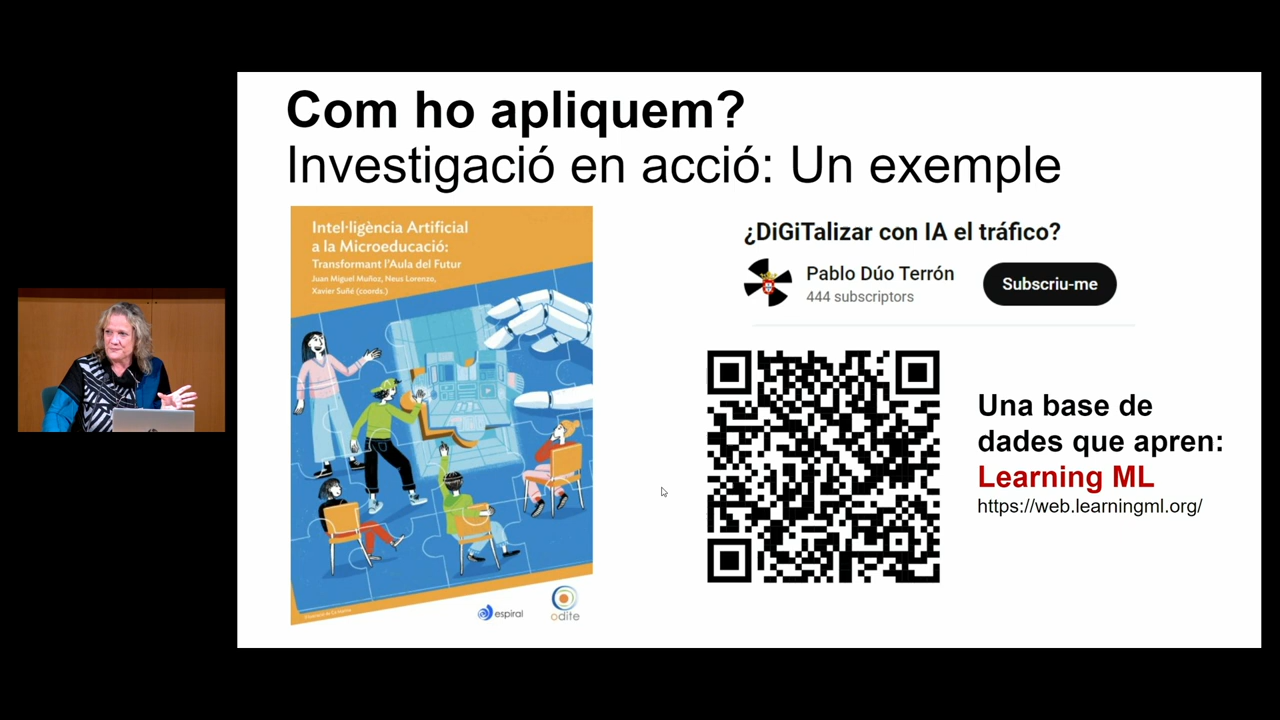 Com ho apliquem?
Investigació en acció: Un exemple
Intel·ligència Artificial
a la Microeducació:
Transformant l'Aula del Futur
Juan Miguel Muñoz, Neus Lorenzo,
Xavier Suñé (coords.)
espiral
odite
¿DiGiTalizar con IA el tráfico?
Pablo Dúo Terrón
444 subscriptors
Subscriu-me
Una base de
dades que apren:
Learning ML
https://web.learningml.org/